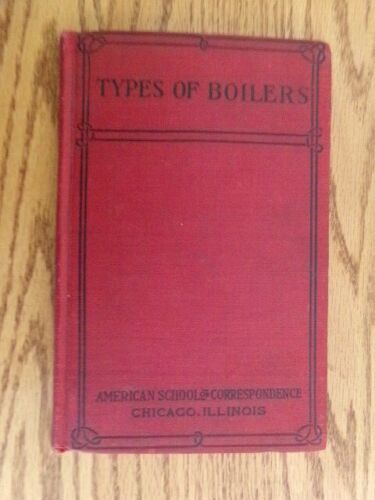 TYPES OF BOILERS
AMERICAN SCHOOL OF CORRESPONDENCE
CHICAGO, ILLINOIS